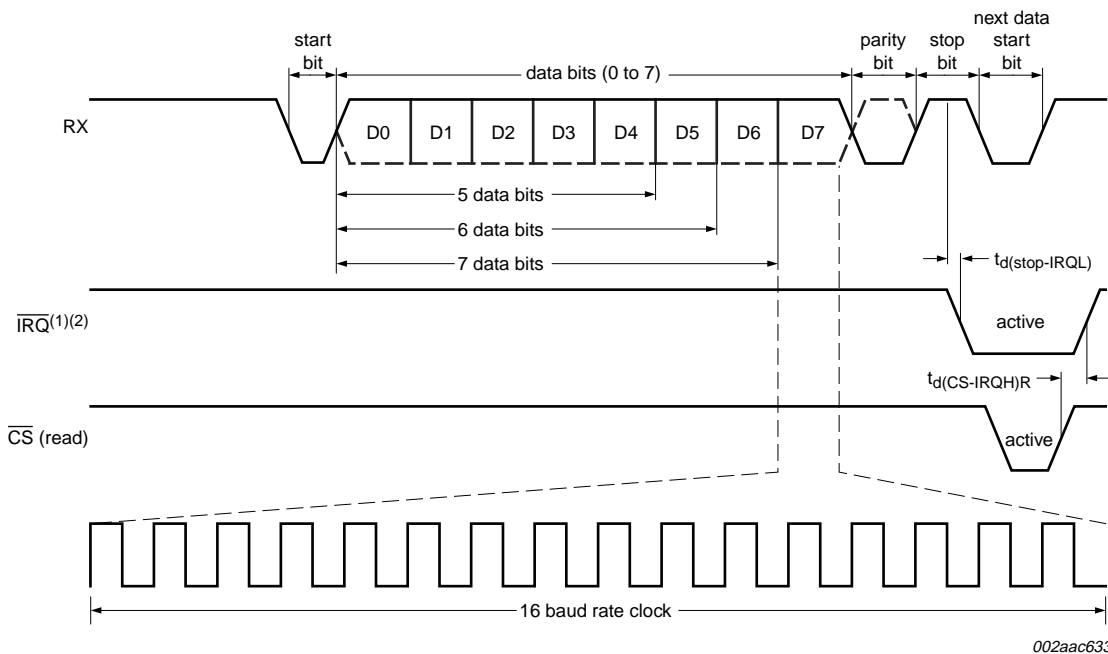 start
bit
data bits (0 to 7)
parity
bit
stop
bit
next data
start
bit
RX
D0 D1 D2 D3 D4 D5 D6 D7
5 data bits
6 data bits
7 data bits
td(stop-IRQL)
IRQ(1)(2)
active
td(CS-IRQH)R
CS (read)
active
16 baud rate clock
002aac633